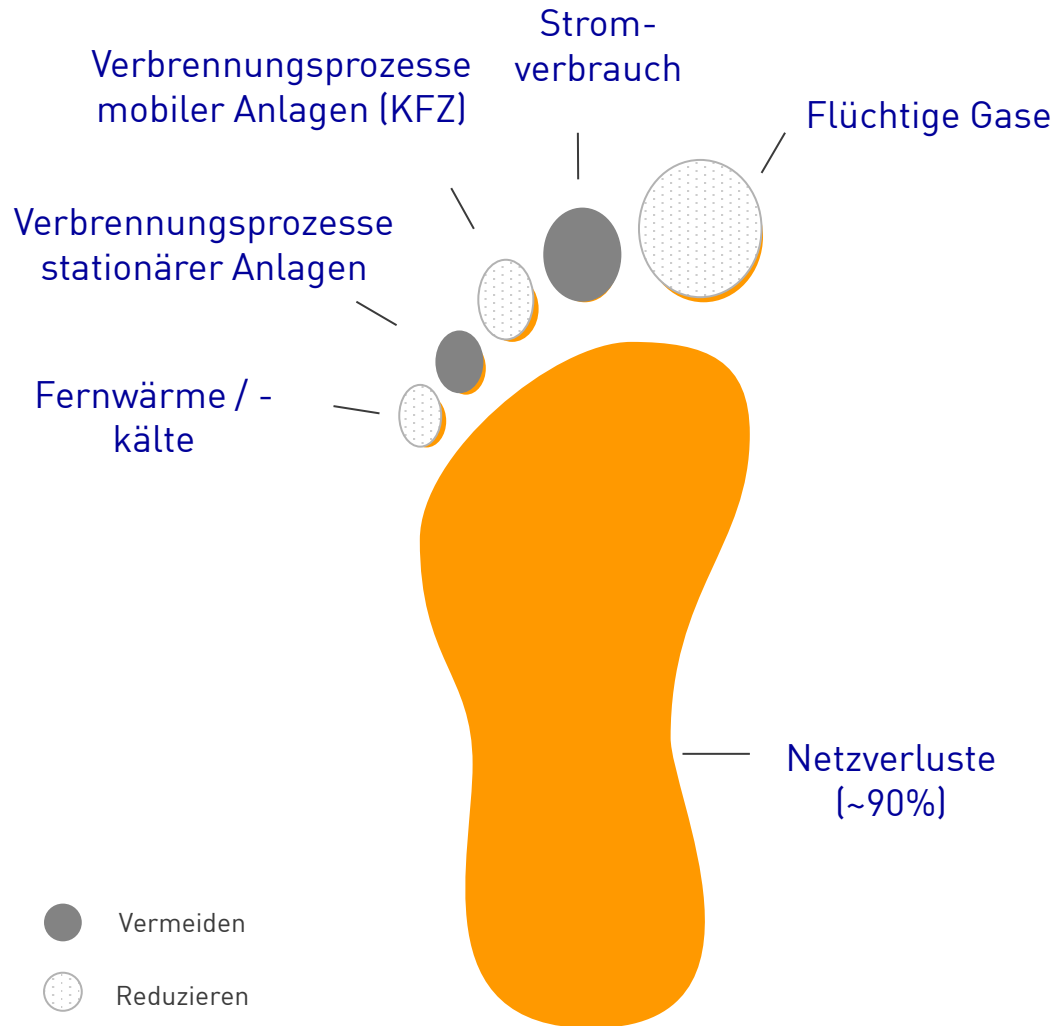 Strom-
verbrauch
Verbrennungsprozesse
mobiler Anlagen (KFZ)
Flüchtige Gase
Verbrennungsprozesse
stationärer Anlagen
Fernwärme / -
kälte
Netzverluste
(~90%)
Vermeiden
Reduzieren